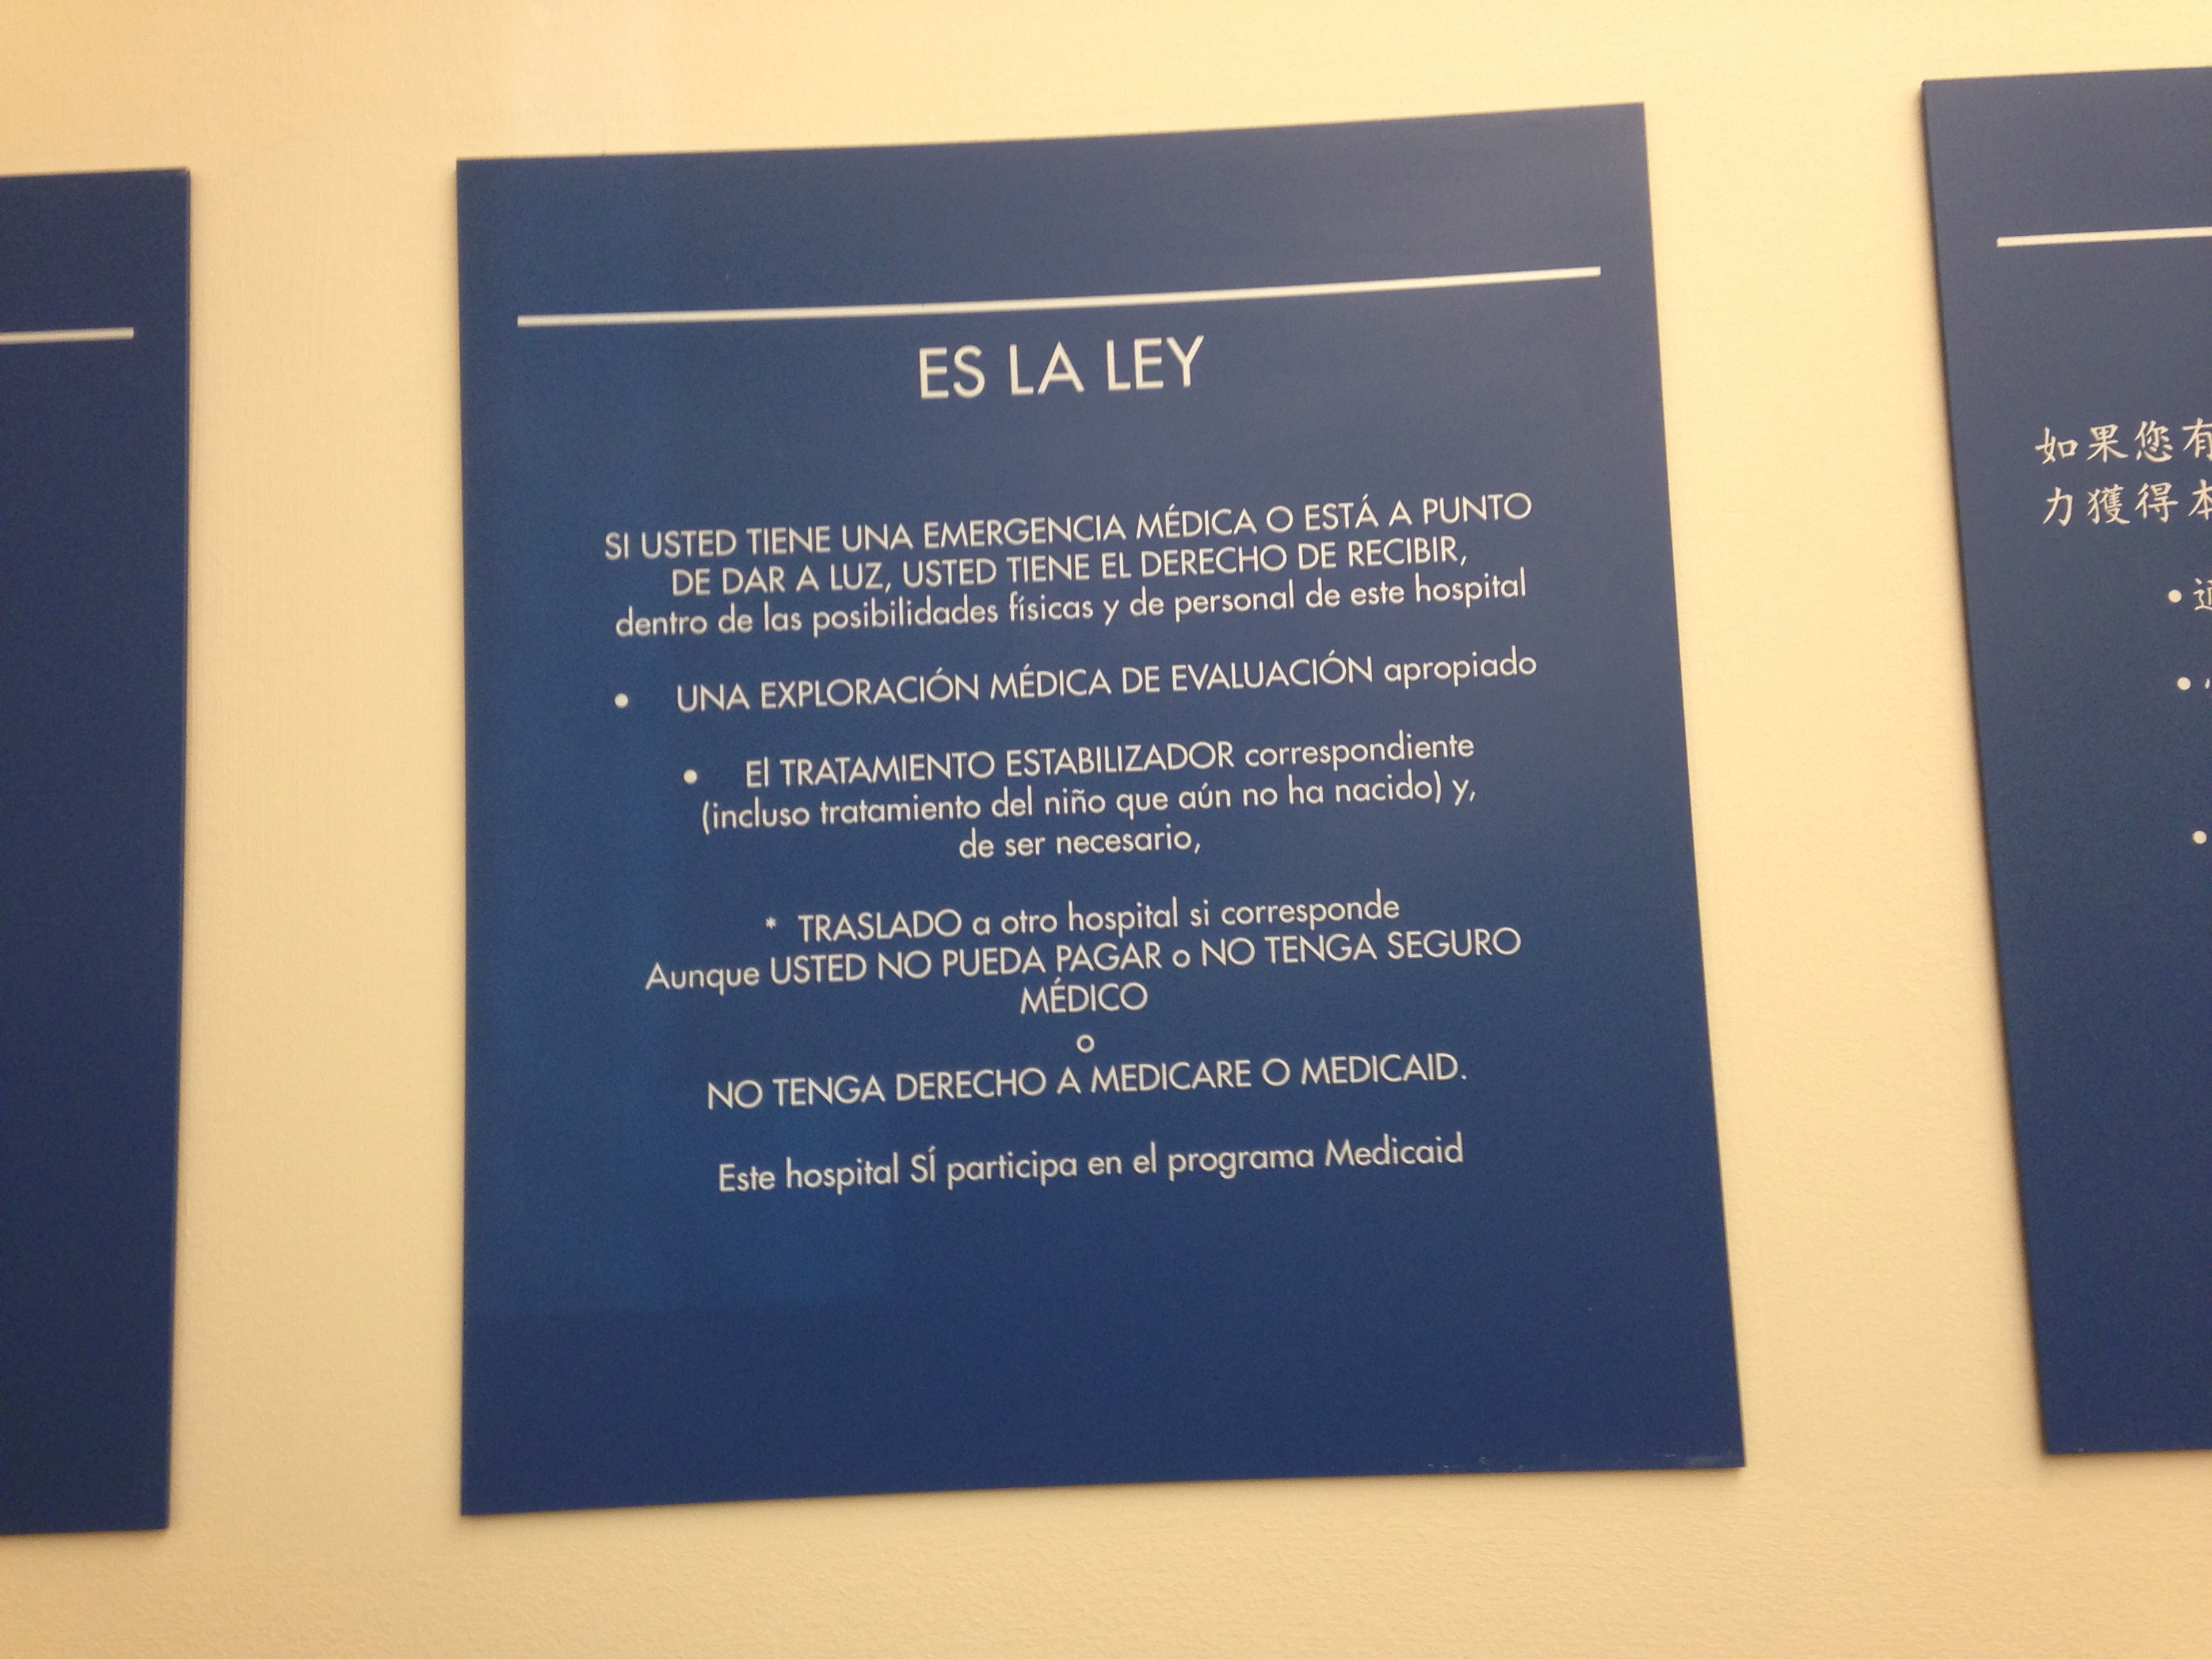 ES LA LEY
SI USTED TIENE UNA EMERGENCIA MÉDICA O ESTÁ A PUNTO
DE DAR A LUZ, USTED TIENE EL DERECHO DE RECIBIR,
dentro de las posibilidades físicas y de personal de este hospital
• UNA EXPLORACIÓN MÉDICA DE EVALUACIÓN apropiado
• El TRATAMIENTO ESTABILIZADOR correspondiente
(incluso tratamiento del niño que aún no ha nacido) y,
de ser necesario,
* TRASLADO a otro hospital si corresponde
Aunque USTED NO PUEDA PAGAR o NO TENGA SEGURO
MÉDICO
o
NO TENGA DERECHO A MEDICARE O MEDICAID.
Este hospital SÍ participa en el programa Medicaid
如果您有
力獲得本